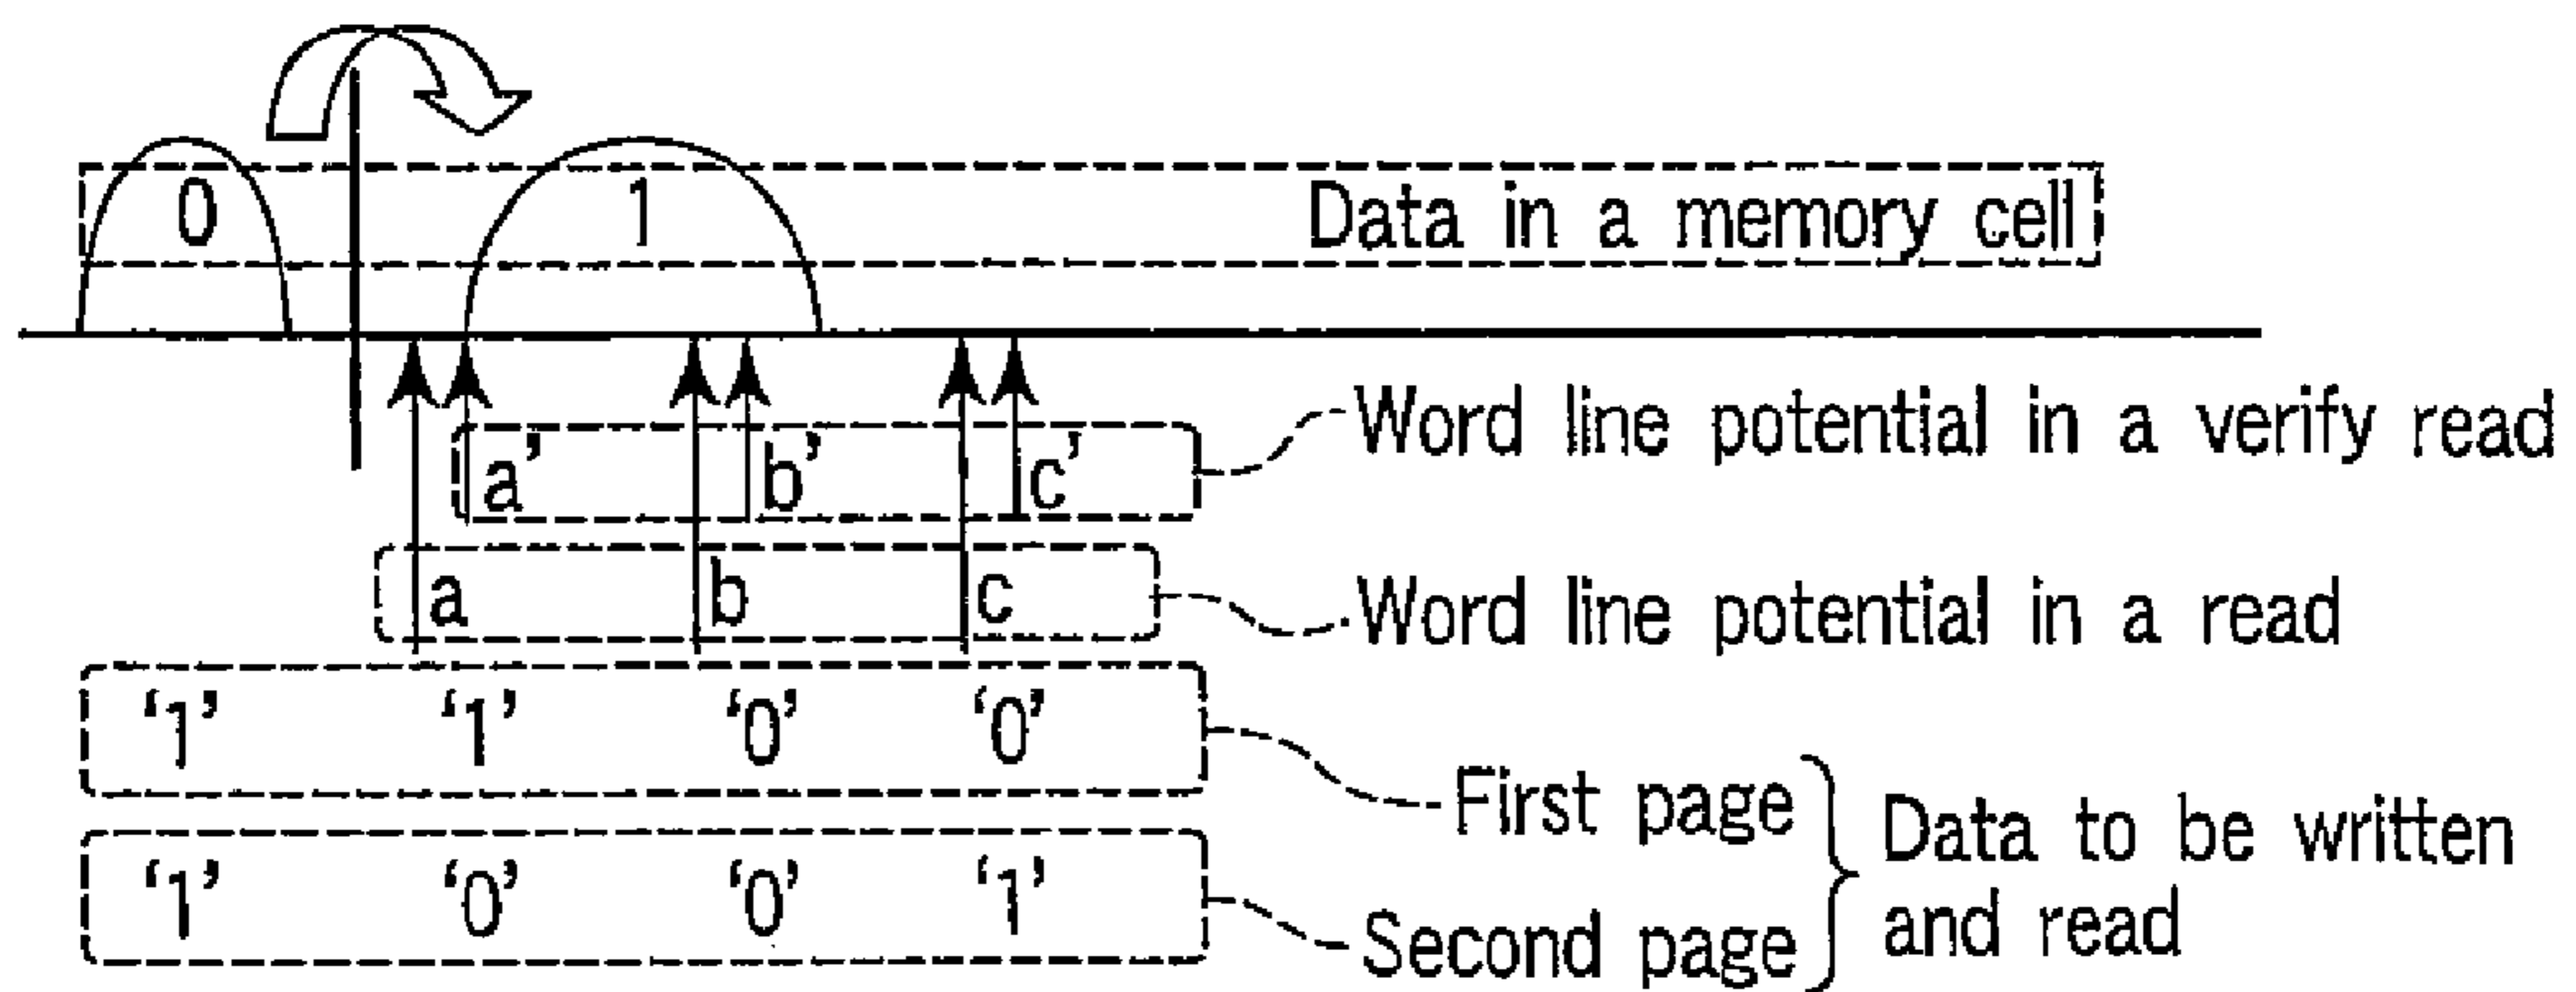 0 1 Data in a memory cell
a’ b’ c’ Word line potential in a verify read
a b c Word line potential in a read
‘1’ ‘1’ ‘0’ ‘0’ First page
‘1’ ‘0’ ‘0’ ‘1’ Second page
Data to be written
and read